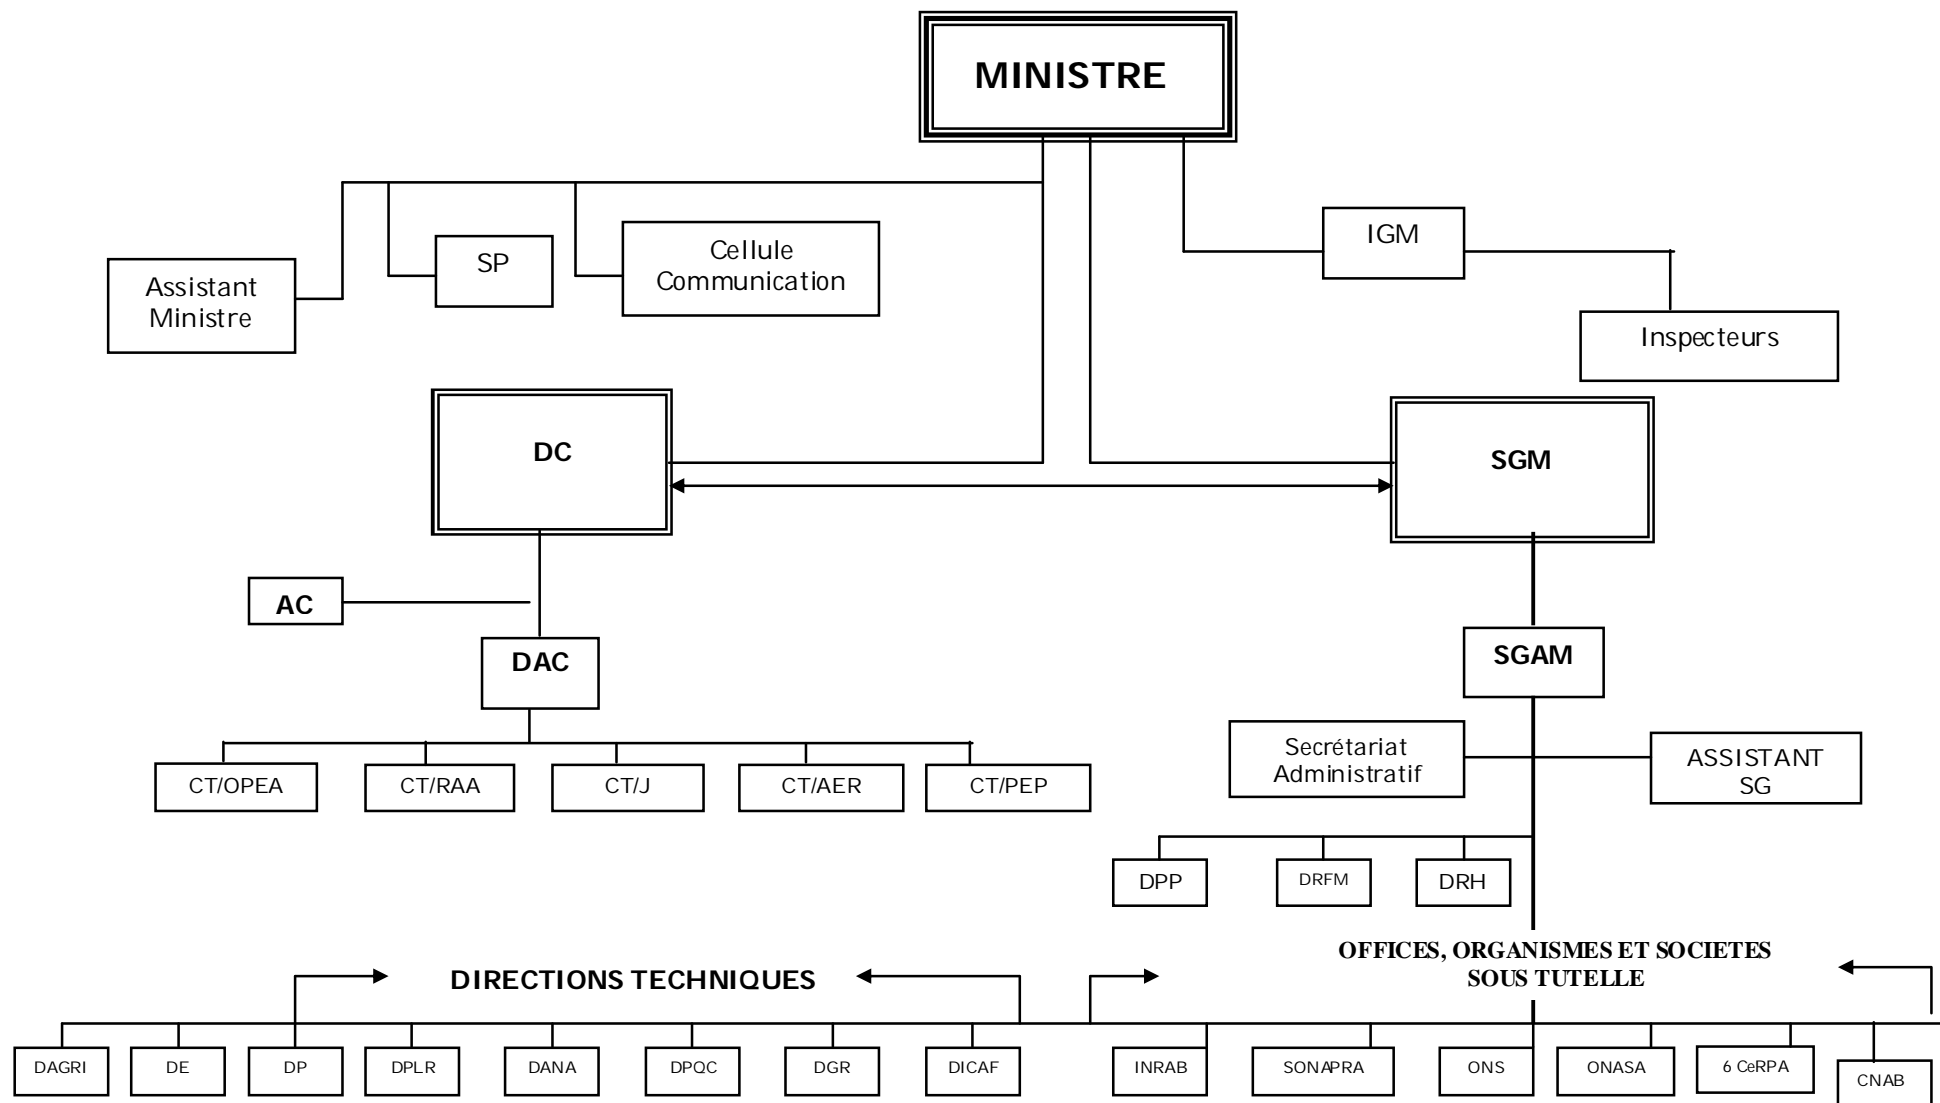 MINISTRE
Assistant
Ministre
SP
Cellule
Communication
IGM
Inspecteurs
DC
SGM
AC
DAC
SGAM
CT/OPEA
CT/RAA
CT/J
CT/AER
CT/PEP
Secrétariat
Administratif
ASSISTANT
SG
DPP
DRFM
DRH
DIRECTIONS TECHNIQUES
OFFICES, ORGANISMES ET SOCIETES
SOUS TUTELLE
DAGRI
DE
DP
DPLR
DANA
DPQC
DGR
DICAF
INRAB
SONAPRA
ONS
ONASA
6 CeRPA
CNAB